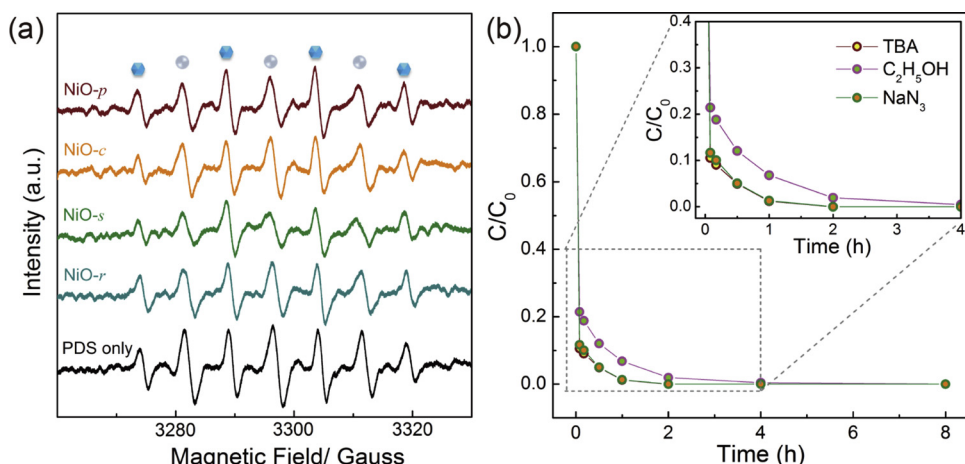 (a)
NiO-p
NiO-c
NiO-s
NiO-r
PDS only
Intensity (a.u.)
3280 3300 3320
Magnetic Field/ Gauss
(b)
1.0
0.8
0.6
0.4
0.2
0.0
C/C₀
0 2 4 6 8
Time (h)
0.4
0.3
0.2
0.1
0.0
C/C₀
0 1 2 3 4
Time (h)
TBA
C₂H₅OH
NaN₃